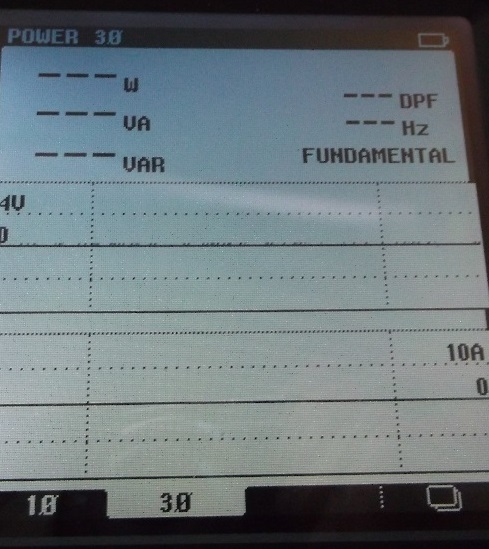 POWER 3Ø
--- W
--- VA
--- VAR
--- DPF
--- Hz
FUNDAMENTAL
4V
0
10A
0
1Ø
3Ø